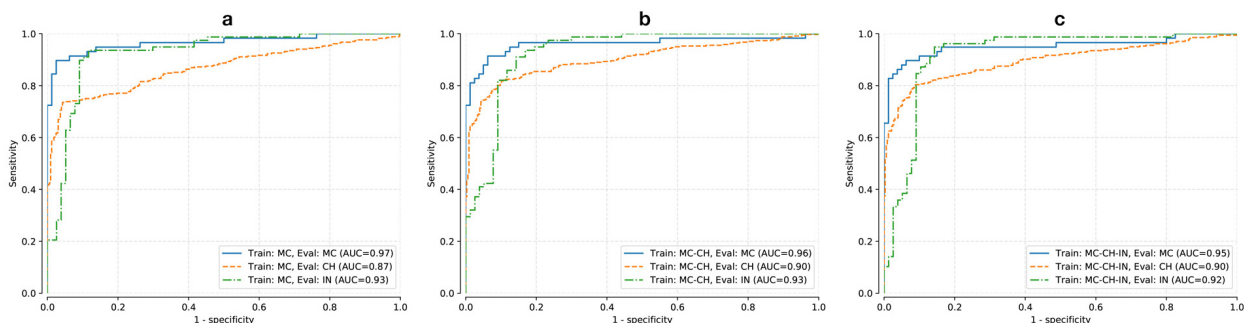 a
1.0
0.8
0.6
0.4
0.2
0.0
Sensitivity
0.0
0.2
0.4
0.6
0.8
1.0
1 - specificity
Train: MC, Eval: MC (AUC=0.97)
Train: MC, Eval: CH (AUC=0.87)
Train: MC, Eval: IN (AUC=0.93)
b
1.0
0.8
0.6
0.4
0.2
0.0
Sensitivity
0.0
0.2
0.4
0.6
0.8
1.0
1 - specificity
Train: MC-CH, Eval: MC (AUC=0.96)
Train: MC-CH, Eval: CH (AUC=0.90)
Train: MC-CH, Eval: IN (AUC=0.93)
c
1.0
0.8
0.6
0.4
0.2
0.0
Sensitivity
0.0
0.2
0.4
0.6
0.8
1.0
1 - specificity
Train: MC-CH-IN, Eval: MC (AUC=0.95)
Train: MC-CH-IN, Eval: CH (AUC=0.90)
Train: MC-CH-IN, Eval: IN (AUC=0.92)